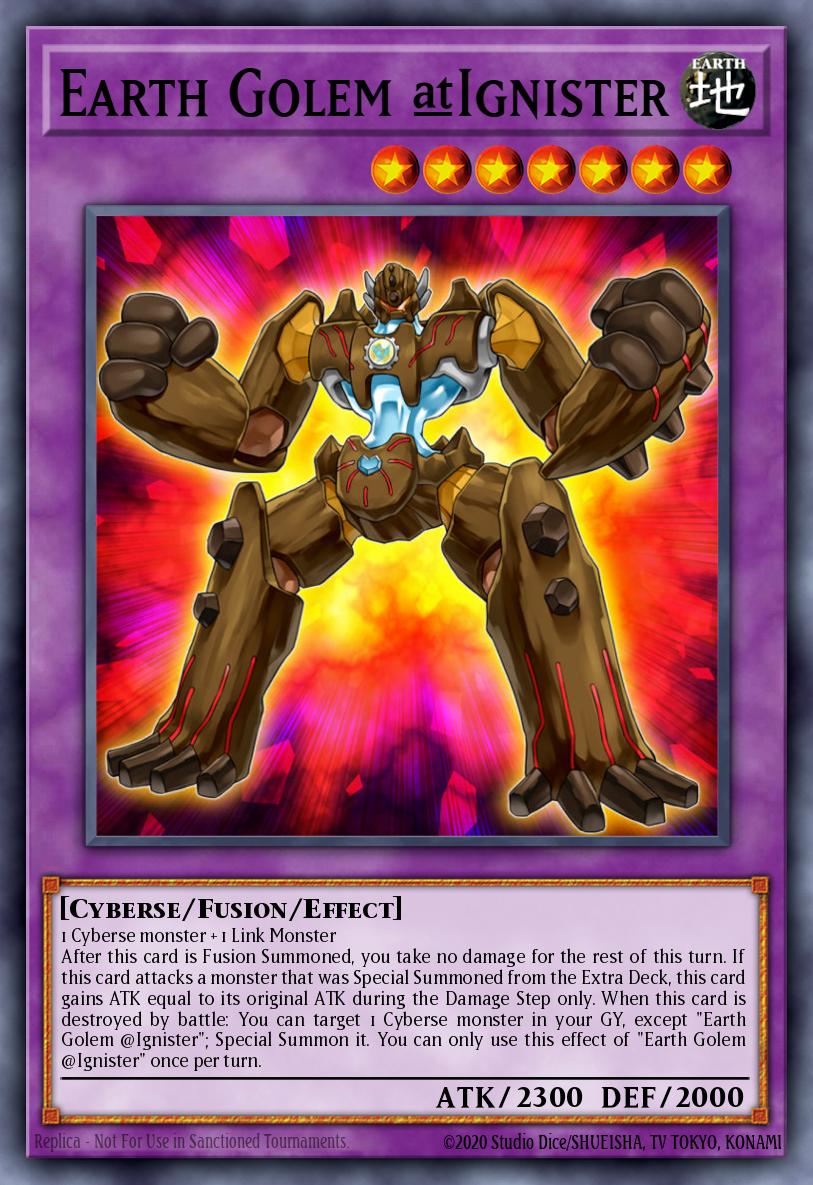 Earth Golem @Ignister
EARTH
地
[Cyberse/Fusion/Effect]
1 Cyberse monster + 1 Link Monster
After this card is Fusion Summoned, you take no damage for the rest of this turn. If
this card attacks a monster that was Special Summoned from the Extra Deck, this card
gains ATK equal to its original ATK during the Damage Step only. When this card is
destroyed by battle: You can target 1 Cyberse monster in your GY, except "Earth
Golem @Ignister"; Special Summon it. You can only use this effect of "Earth Golem
@Ignister" once per turn.
ATK/2300 DEF/2000
Replica - Not For Use in Sanctioned Tournaments.
©2020 Studio Dice/SHUEISHA, TV TOKYO, KONAMI